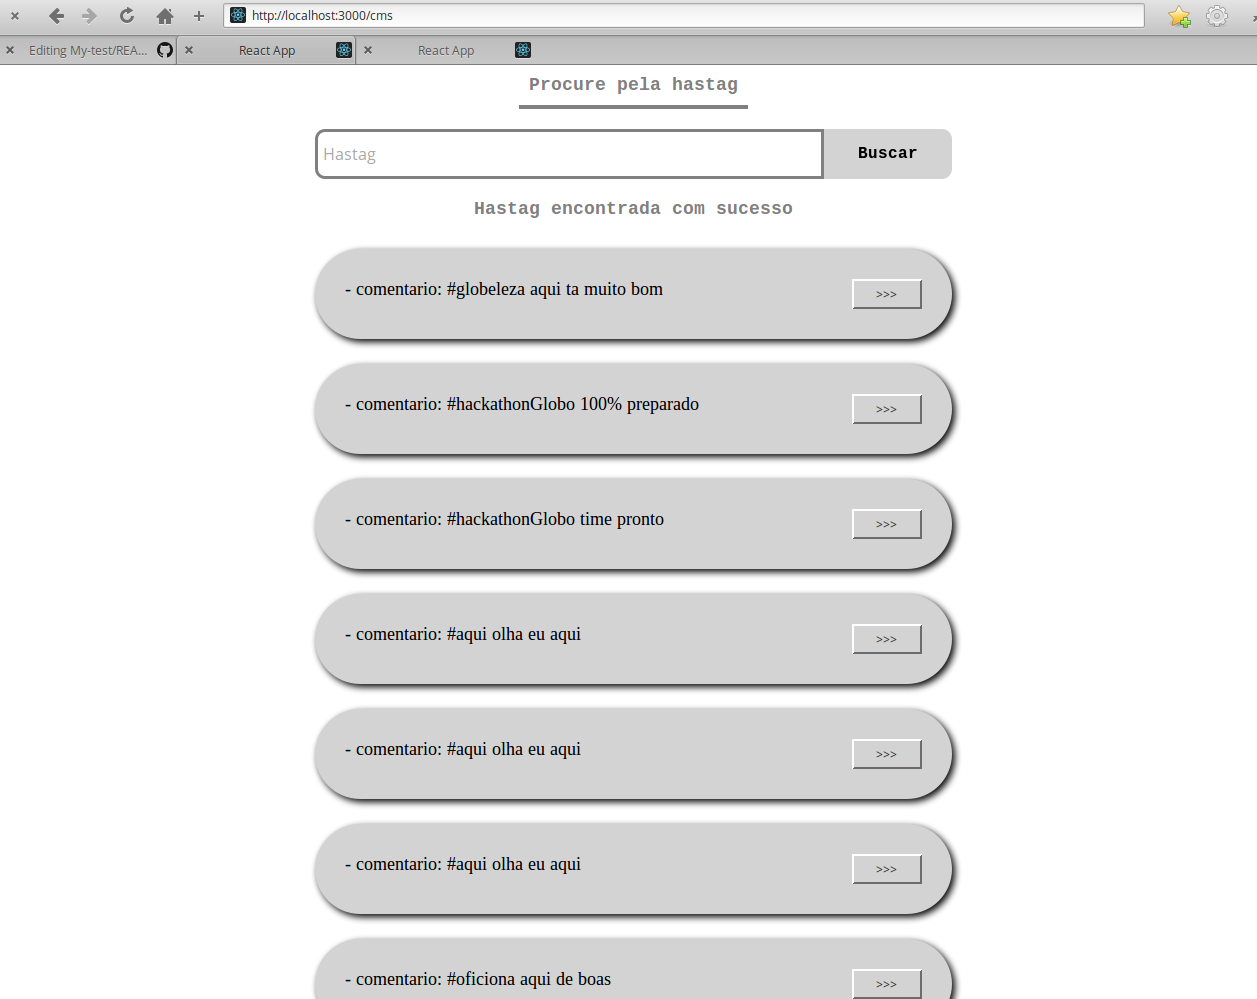 http://localhost:3000/cms
Editing My-test/REA...
React App
React App
Procure pela hastag
Hastag
Buscar
Hastag encontrada com sucesso
- comentario: #globeleza aqui ta muito bom
>>>
- comentario: #hackathonGlobo 100% preparado
>>>
- comentario: #hackathonGlobo time pronto
>>>
- comentario: #aqui olha eu aqui
>>>
- comentario: #aqui olha eu aqui
>>>
- comentario: #aqui olha eu aqui
>>>
- comentario: #oficiona aqui de boas
>>>